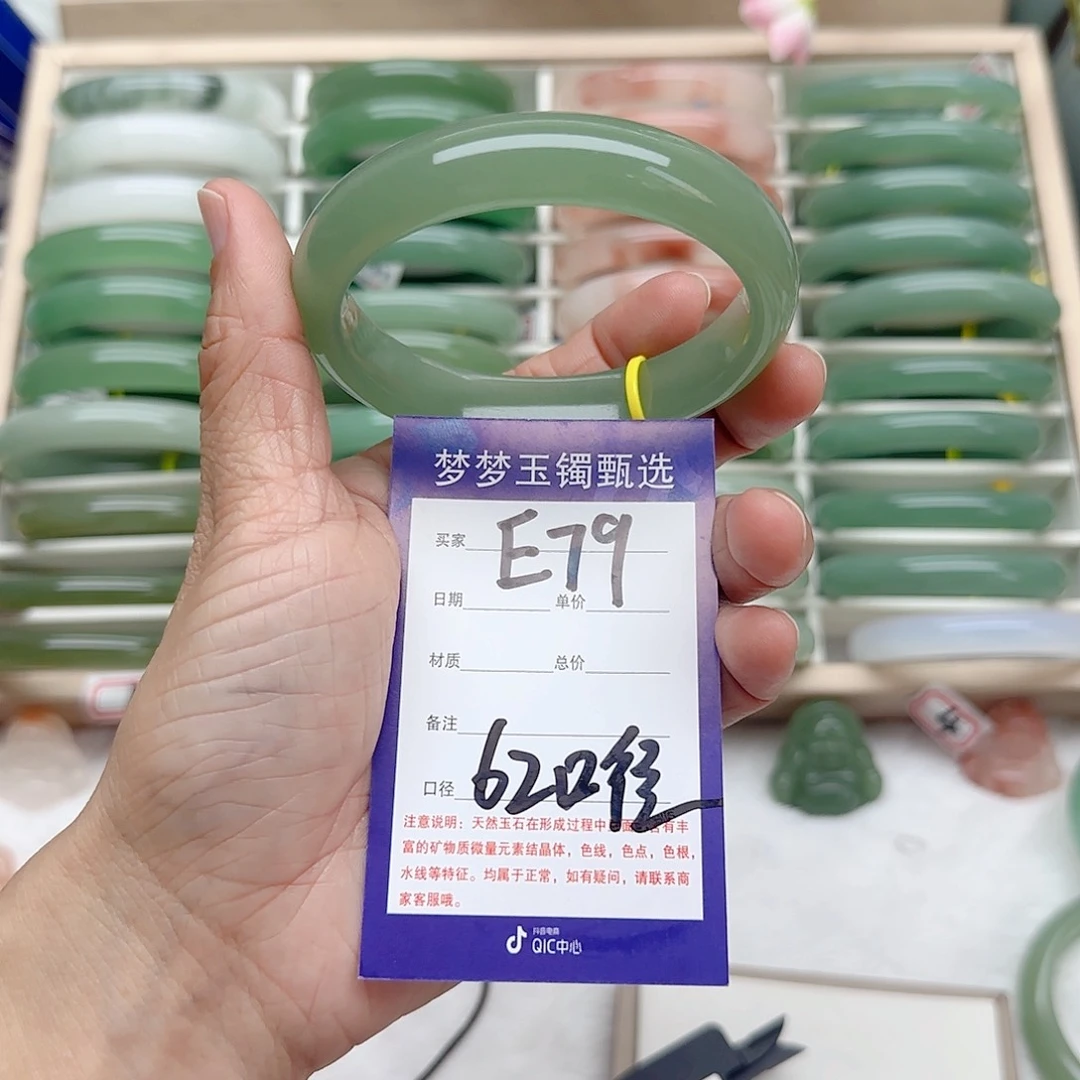 梦梦玉镯甄选
买家 E79
日期 单价
材质 总价
备注
口径 62口径
注意说明：天然玉石在形成过程中 面 含有丰
富的矿物质微量元素结晶体，色线，色点，色根，
水线等特征。均属于正常，如有疑问，请联系商
家客服哦。
抖音电商
QIC中心